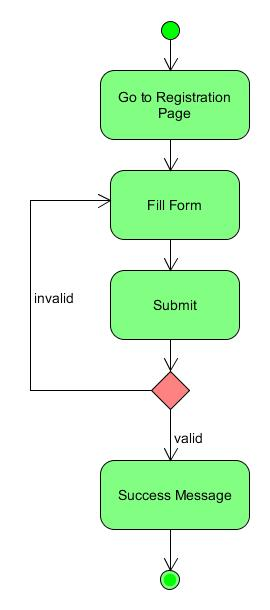 Go to Registration
Page
Fill Form
invalid
Submit
valid
Success Message